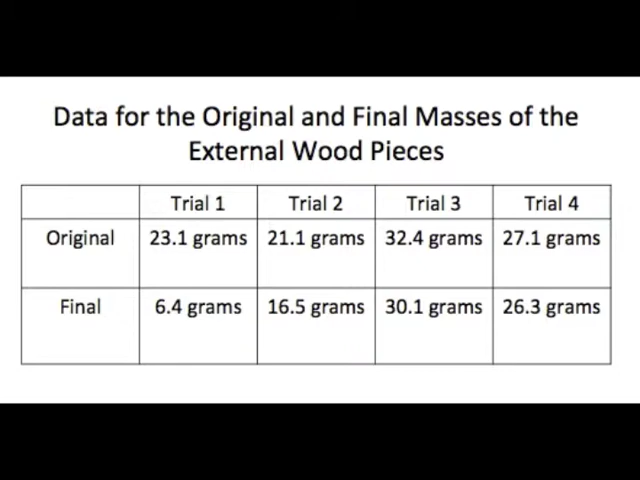 Data for the Original and Final Masses of the
External Wood Pieces
Trial 1 Trial 2 Trial 3 Trial 4
Original 23.1 grams 21.1 grams 32.4 grams 27.1 grams
Final 6.4 grams 16.5 grams 30.1 grams 26.3 grams